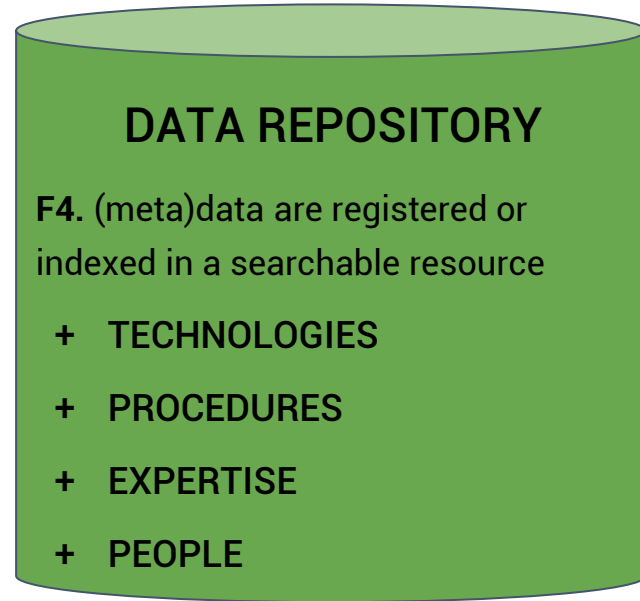 DATA REPOSITORY
F4. (meta)data are registered or
indexed in a searchable resource
+ TECHNOLOGIES
+ PROCEDURES
+ EXPERTISE
+ PEOPLE